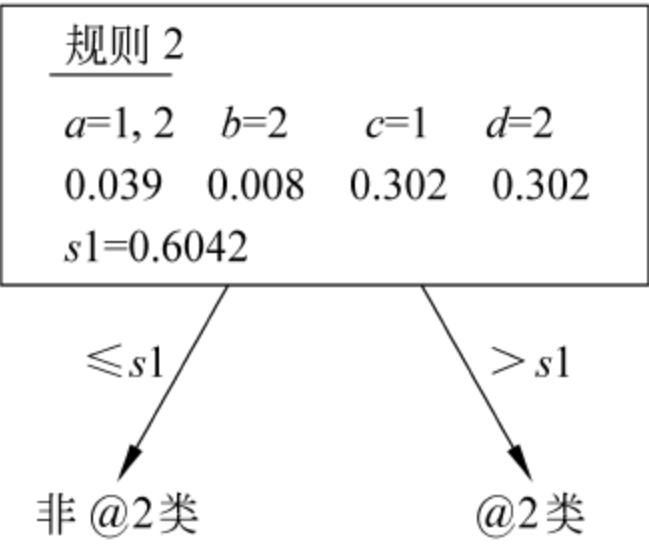 规则 2
a=1, 2 b=2 c=1 d=2
0.039 0.008 0.302 0.302
s1=0.6042
≤s1 >s1
非 @2类 @2类